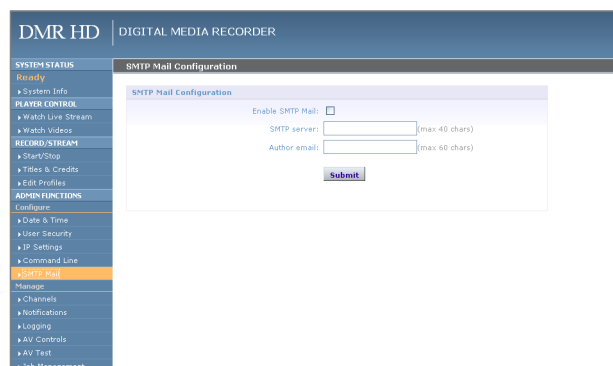 DMR HD
DIGITAL MEDIA RECORDER
SYSTEM STATUS
Ready
System Info
PLAYER CONTROL
Watch Live Stream
Watch Videos
RECORD/STREAM
Start/Stop
Titles & Credits
Edit Profiles
ADMIN FUNCTIONS
Configure
Date & Time
User Security
IP Settings
Command Line
SMTP Mail
Manage
Channels
Notifications
Logging
AV Controls
AV Test
Job Management
SMTP Mail Configuration
SMTP Mail Configuration
Enable SMTP Mail:
SMTP server: (max 40 chars)
Author email: (max 60 chars)
Submit